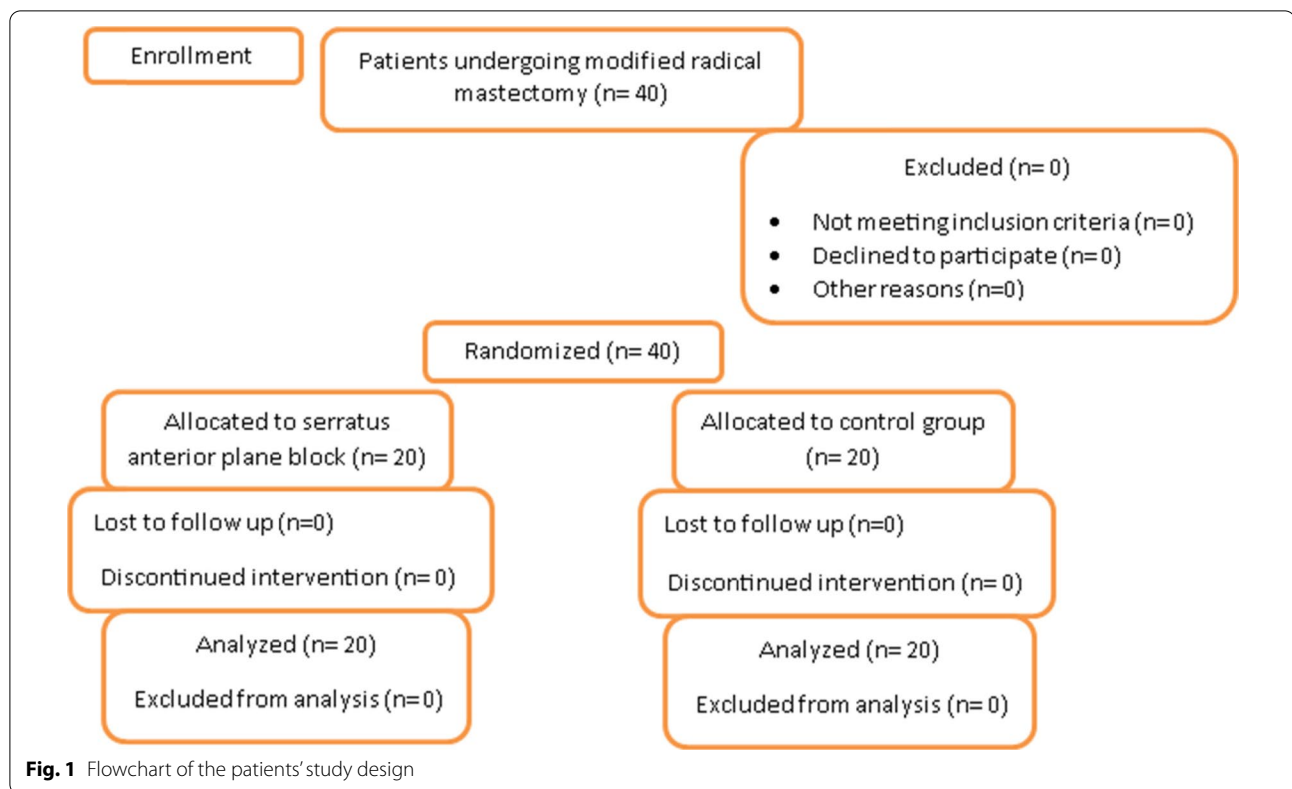 Enrollment
Patients undergoing modified radical
mastectomy (n= 40)
Excluded (n= 0)
• Not meeting inclusion criteria (n=0)
• Declined to participate (n=0)
• Other reasons (n=0)
Randomized (n= 40)
Allocated to serratus
anterior plane block (n= 20)
Allocated to control group
(n= 20)
Lost to follow up (n=0)
Discontinued intervention (n= 0)
Lost to follow up (n=0)
Discontinued intervention (n= 0)
Analyzed (n= 20)
Excluded from analysis (n=0)
Analyzed (n= 20)
Excluded from analysis (n= 0)
Fig. 1 Flowchart of the patients' study design